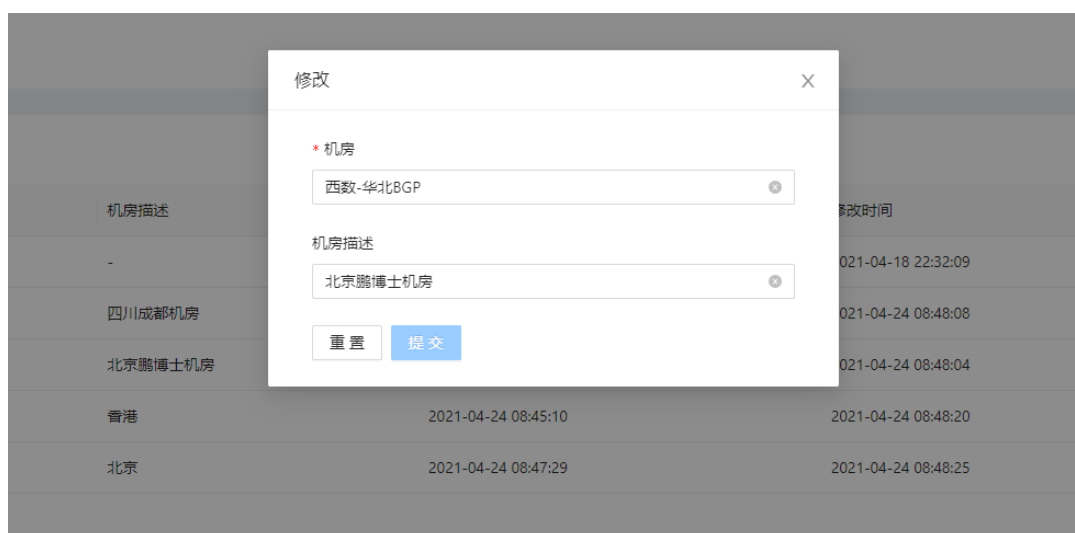 修改
* 机房
西数-华北BGP
机房描述
北京鹏博士机房
重置 提交
机房描述 修改时间
- 021-04-18 22:32:09
四川成都机房 021-04-24 08:48:08
北京鹏博士机房 021-04-24 08:48:04
香港 2021-04-24 08:45:10 2021-04-24 08:48:20
北京 2021-04-24 08:47:29 2021-04-24 08:48:25